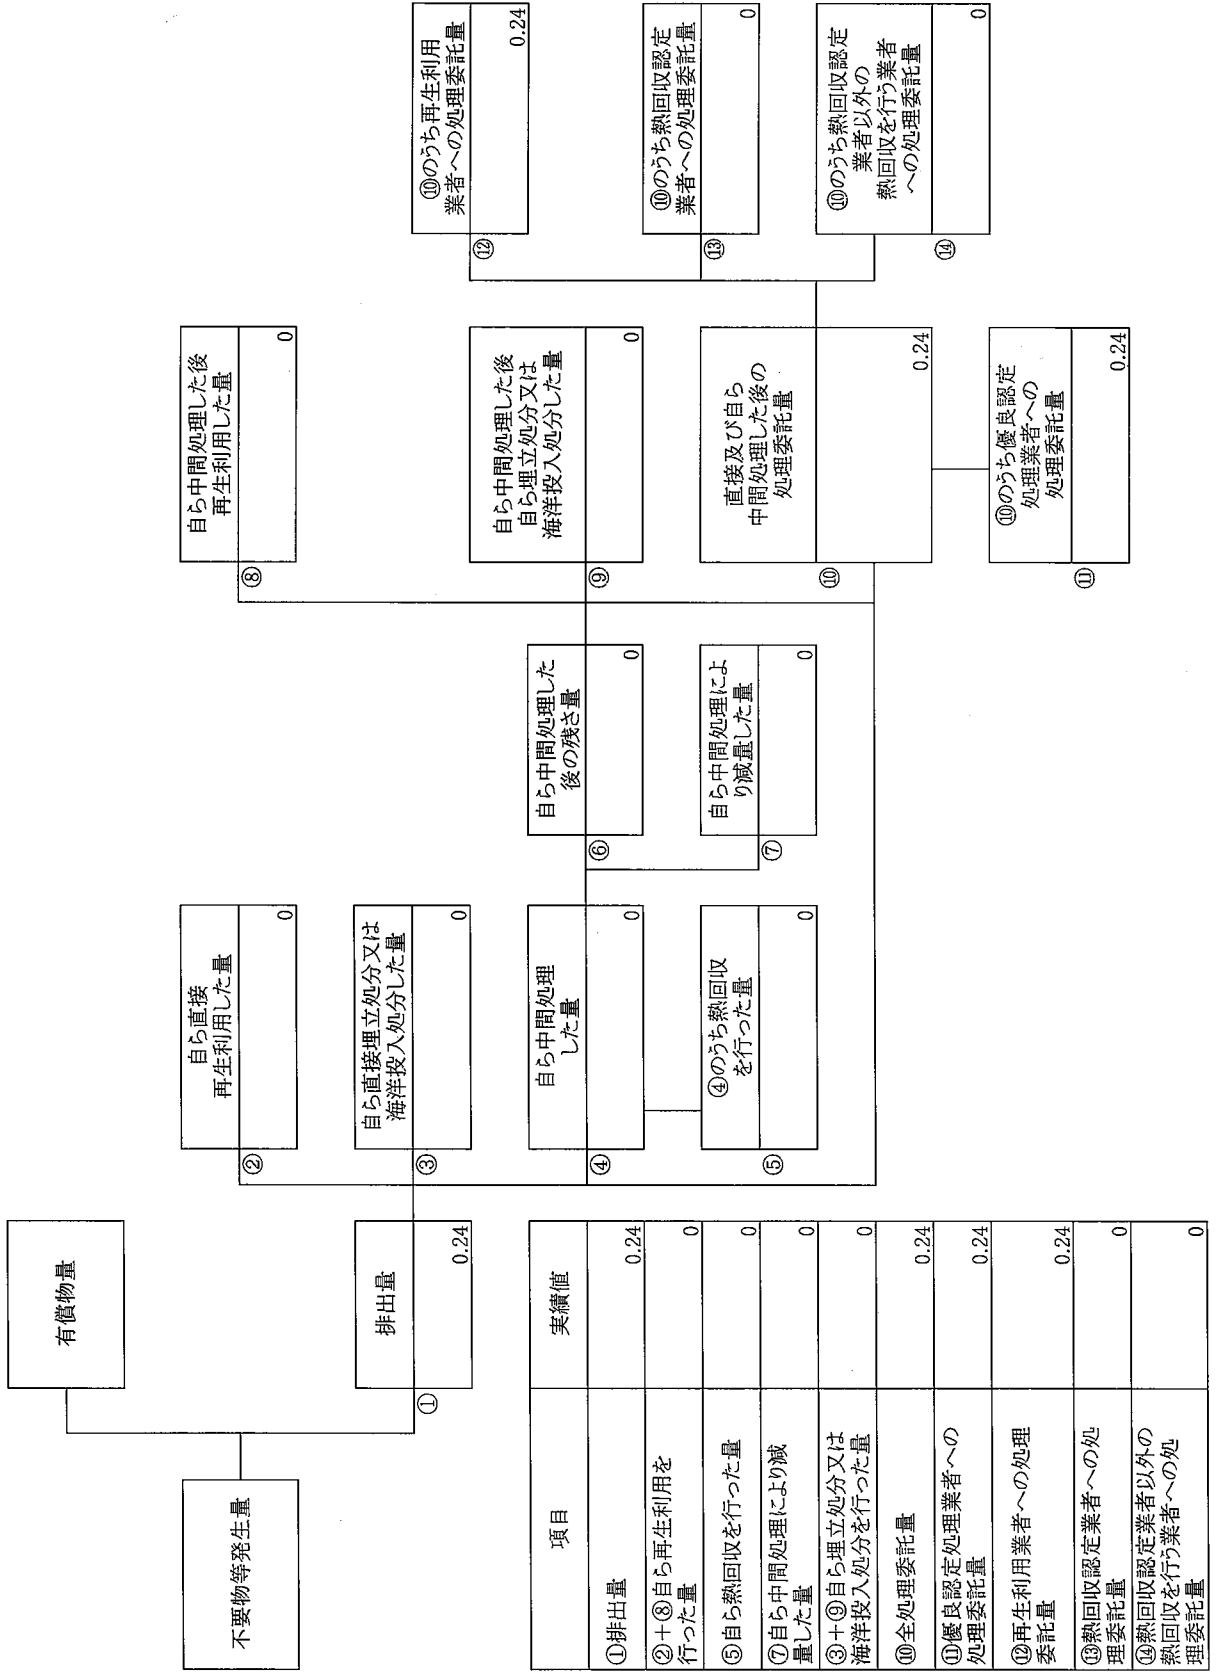 不要物等発生量
有償物量
①
排出量
0.24
②
自ら直接
再生利用した量
0
③
自ら直接埋立処分又は
海洋投入処分した量
0
④
自ら中間処理
した量
0
⑤
④のうち熱回収
を行った量
0
⑥
自ら中間処理した
後の残さ量
0
⑦
自ら中間処理によ
り減量した量
0
⑧
自ら中間処理した後
再生利用した量
0
⑨
自ら中間処理した後
自ら埋立処分又は
海洋投入処分した量
0
⑩
直接及び自ら
中間処理した後の
処理委託量
0.24
⑪
⑩のうち優良認定
処理業者への
処理委託量
0.24
⑫
⑩のうち再生利用
業者への処理委託量
0.24
⑬
⑩のうち熱回収認定
業者への処理委託量
0
⑭
⑩のうち熱回収認定
業者以外の
熱回収を行う業者
への処理委託量
0
項目 実績値
①排出量 0.24
②+⑧自ら再生利用を
行った量 0
⑤自ら熱回収を行った量 0
⑦自ら中間処理により減
量した量 0
③+⑨自ら埋立処分又は
海洋投入処分を行った量 0
⑩全処理委託量 0.24
⑪優良認定処理業者への
処理委託量 0.24
⑫再生利用業者への処理
委託量 0.24
⑬熱回収認定業者への処
理委託量 0
⑭熱回収認定業者以外の
熱回収を行う業者への処
理委託量 0